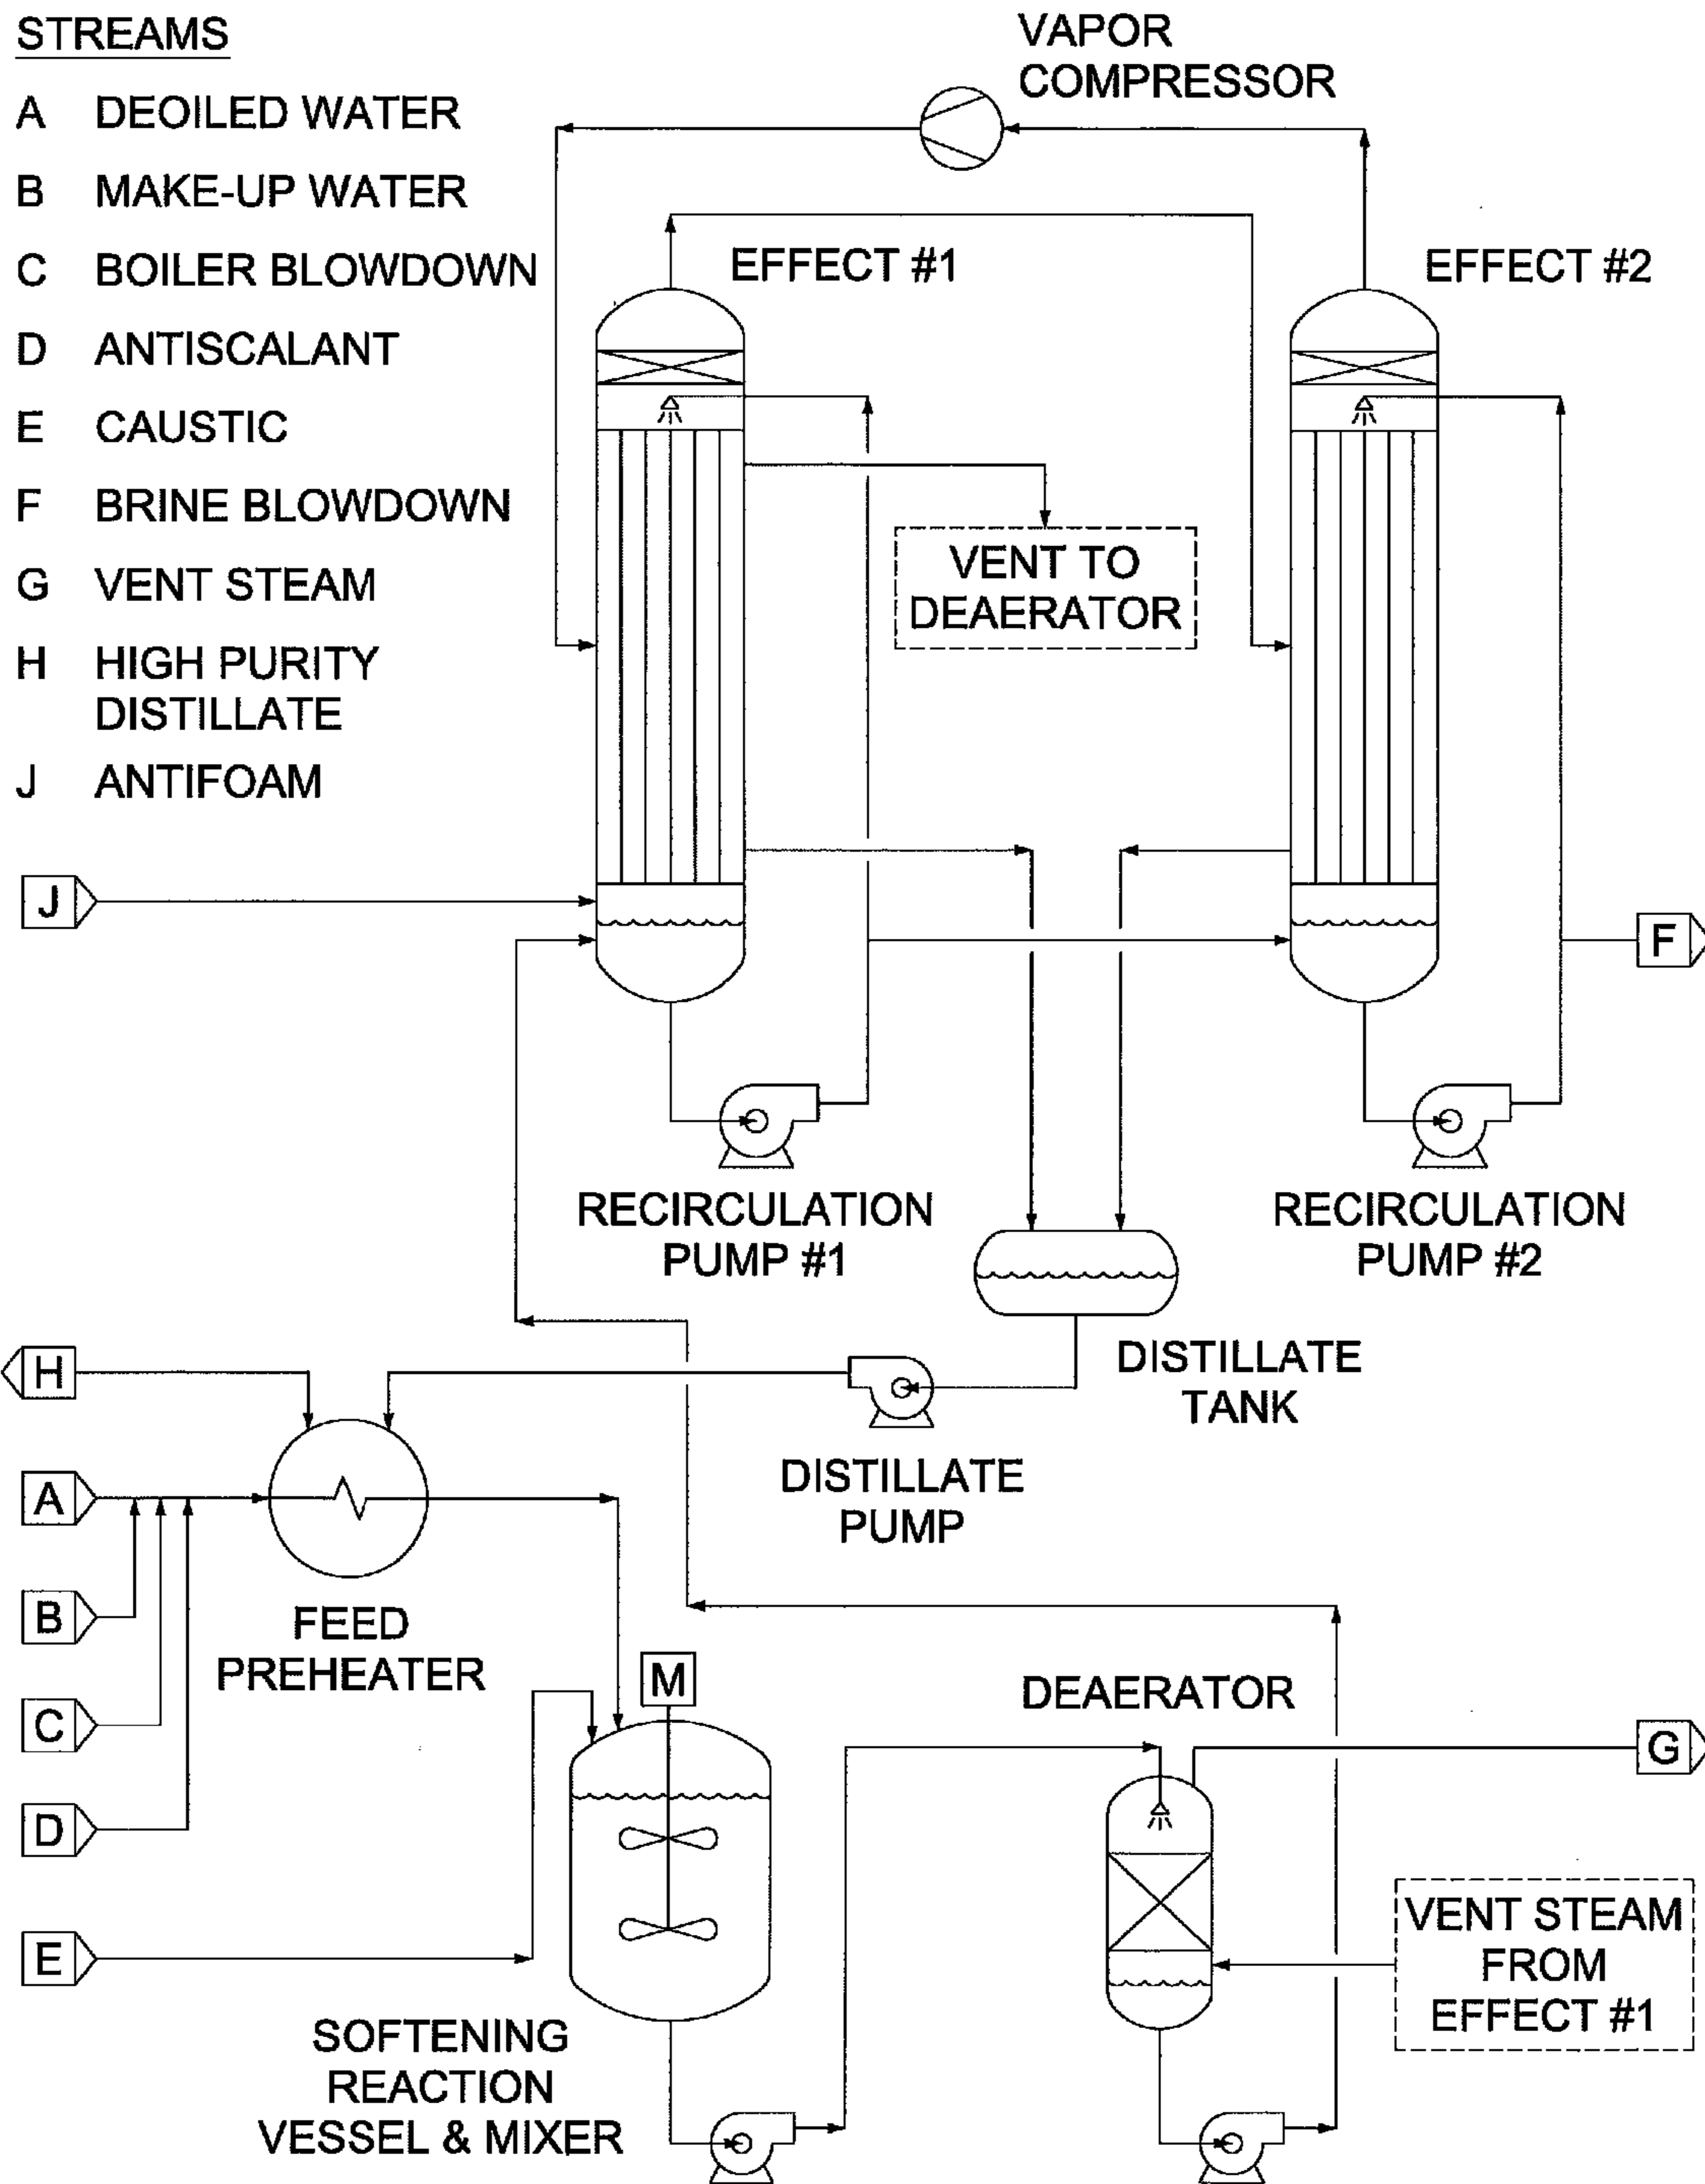 STREAMS
A DEOILED WATER
B MAKE-UP WATER
C BOILER BLOWDOWN
D ANTISCALANT
E CAUSTIC
F BRINE BLOWDOWN
G VENT STEAM
H HIGH PURITY
DISTILLATE
J ANTIFOAM
VAPOR
COMPRESSOR
EFFECT #1
EFFECT #2
VENT TO
DEAERATOR
J
F
RECIRCULATION
PUMP #1
RECIRCULATION
PUMP #2
DISTILLATE
TANK
H
DISTILLATE
PUMP
A
B
C
D
E
FEED
PREHEATER
M
DEAERATOR
G
VENT STEAM
FROM
EFFECT #1
SOFTENING
REACTION
VESSEL & MIXER